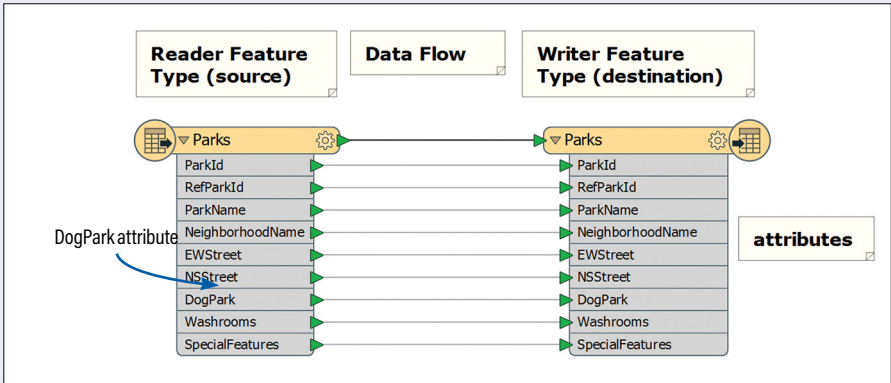 Reader Feature
Type (source)
Data Flow
Writer Feature
Type (destination)
Parks
ParkId
RefParkId
ParkName
NeighborhoodName
EWStreet
NSStreet
DogPark
Washrooms
SpecialFeatures
DogPark attribute
Parks
ParkId
RefParkId
ParkName
NeighborhoodName
EWStreet
NSStreet
DogPark
Washrooms
SpecialFeatures
attributes